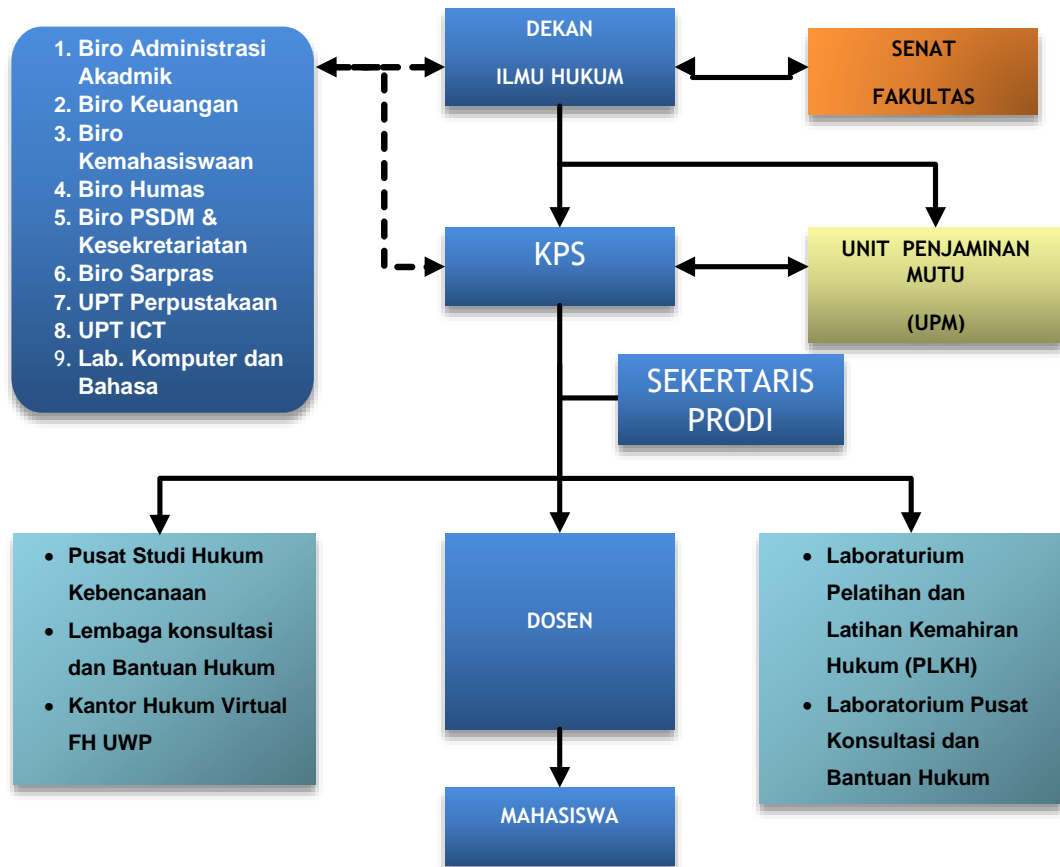 1. Biro Administrasi
Akadmik
2. Biro Keuangan
3. Biro
Kemahasiswaan
4. Biro Humas
5. Biro PSDM &
Kesekretariatan
6. Biro Sarpras
7. UPT Perpustakaan
8. UPT ICT
9. Lab. Komputer dan
Bahasa
DEKAN
ILMU HUKUM
SENAT
FAKULTAS
KPS
UNIT PENJAMINAN
MUTU
(UPM)
SEKERTARIS
PRODI
• Pusat Studi Hukum
Kebencanaan
• Lembaga konsultasi
dan Bantuan Hukum
• Kantor Hukum Virtual
FH UWP
DOSEN
• Laboraturium
Pelatihan dan
Latihan Kemahiran
Hukum (PLKH)
• Laboratorium Pusat
Konsultasi dan
Bantuan Hukum
MAHASISWA